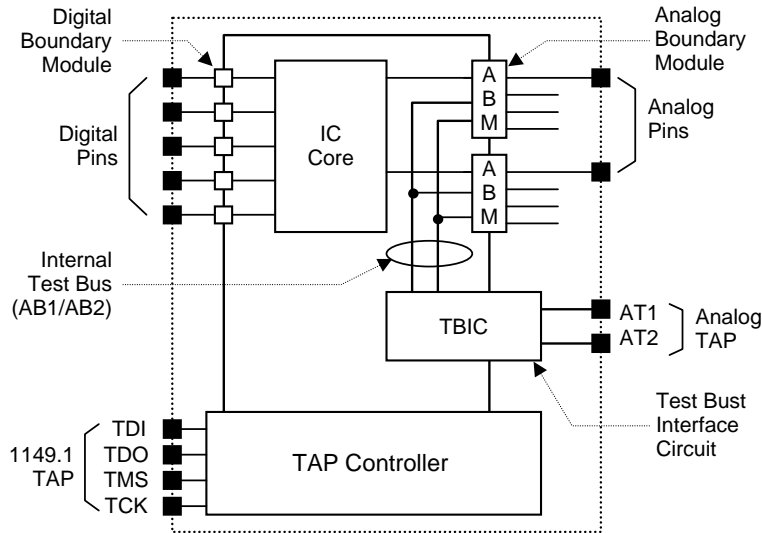 Digital
Boundary
Module
Analog
Boundary
Module
Digital
Pins
IC
Core
A
B
M
A
B
M
Analog
Pins
Internal
Test Bus
(AB1/AB2)
TBIC
AT1
AT2
Analog
TAP
Test Bust
Interface
Circuit
1149.1
TAP
TDI
TDO
TMS
TCK
TAP Controller